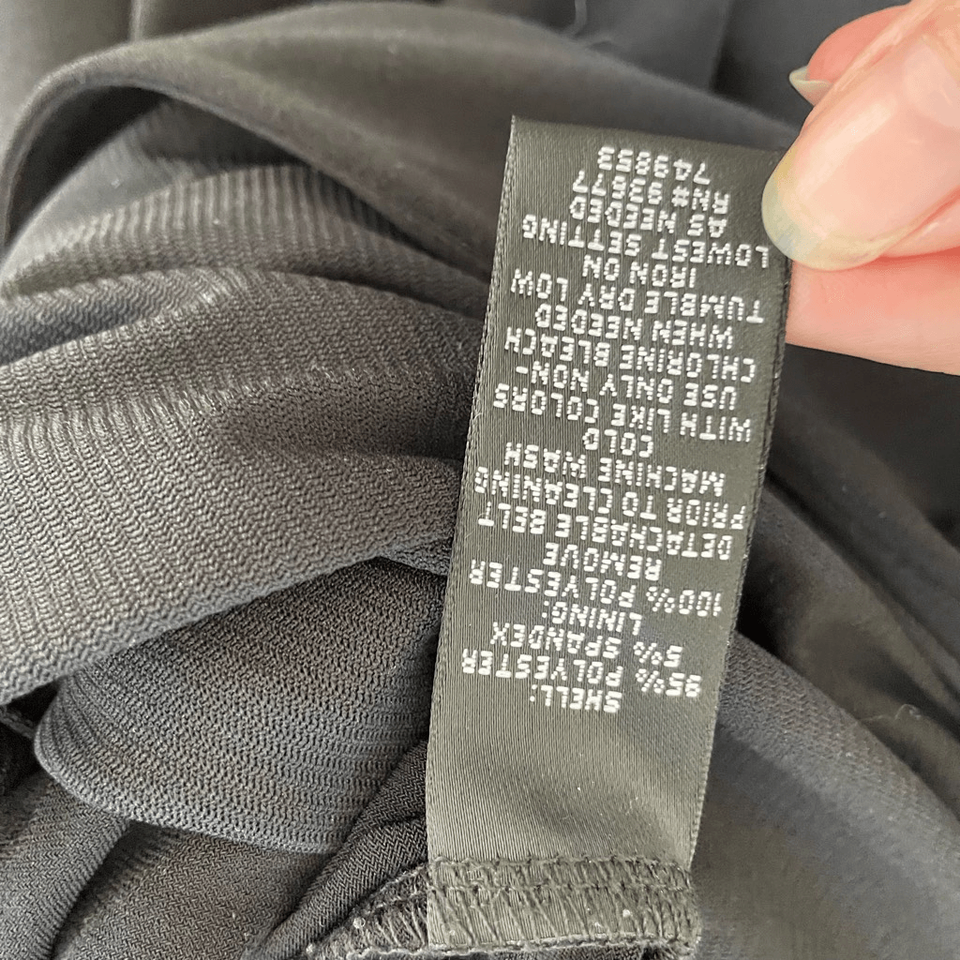 SHELL:
95% POLYESTER
5% SPANDEX
LINING:
100% POLYESTER
REMOVE
DETACHABLE BELT
PRIOR TO CLEANING
MACHINE WASH
COLD
WITH LIKE COLORS
USE ONLY NON-
CHLORINE BLEACH
WHEN NEEDED
TUMBLE DRY LOW
IRON ON
LOWEST SETTING
AS NEEDED
RN# 93677
749853